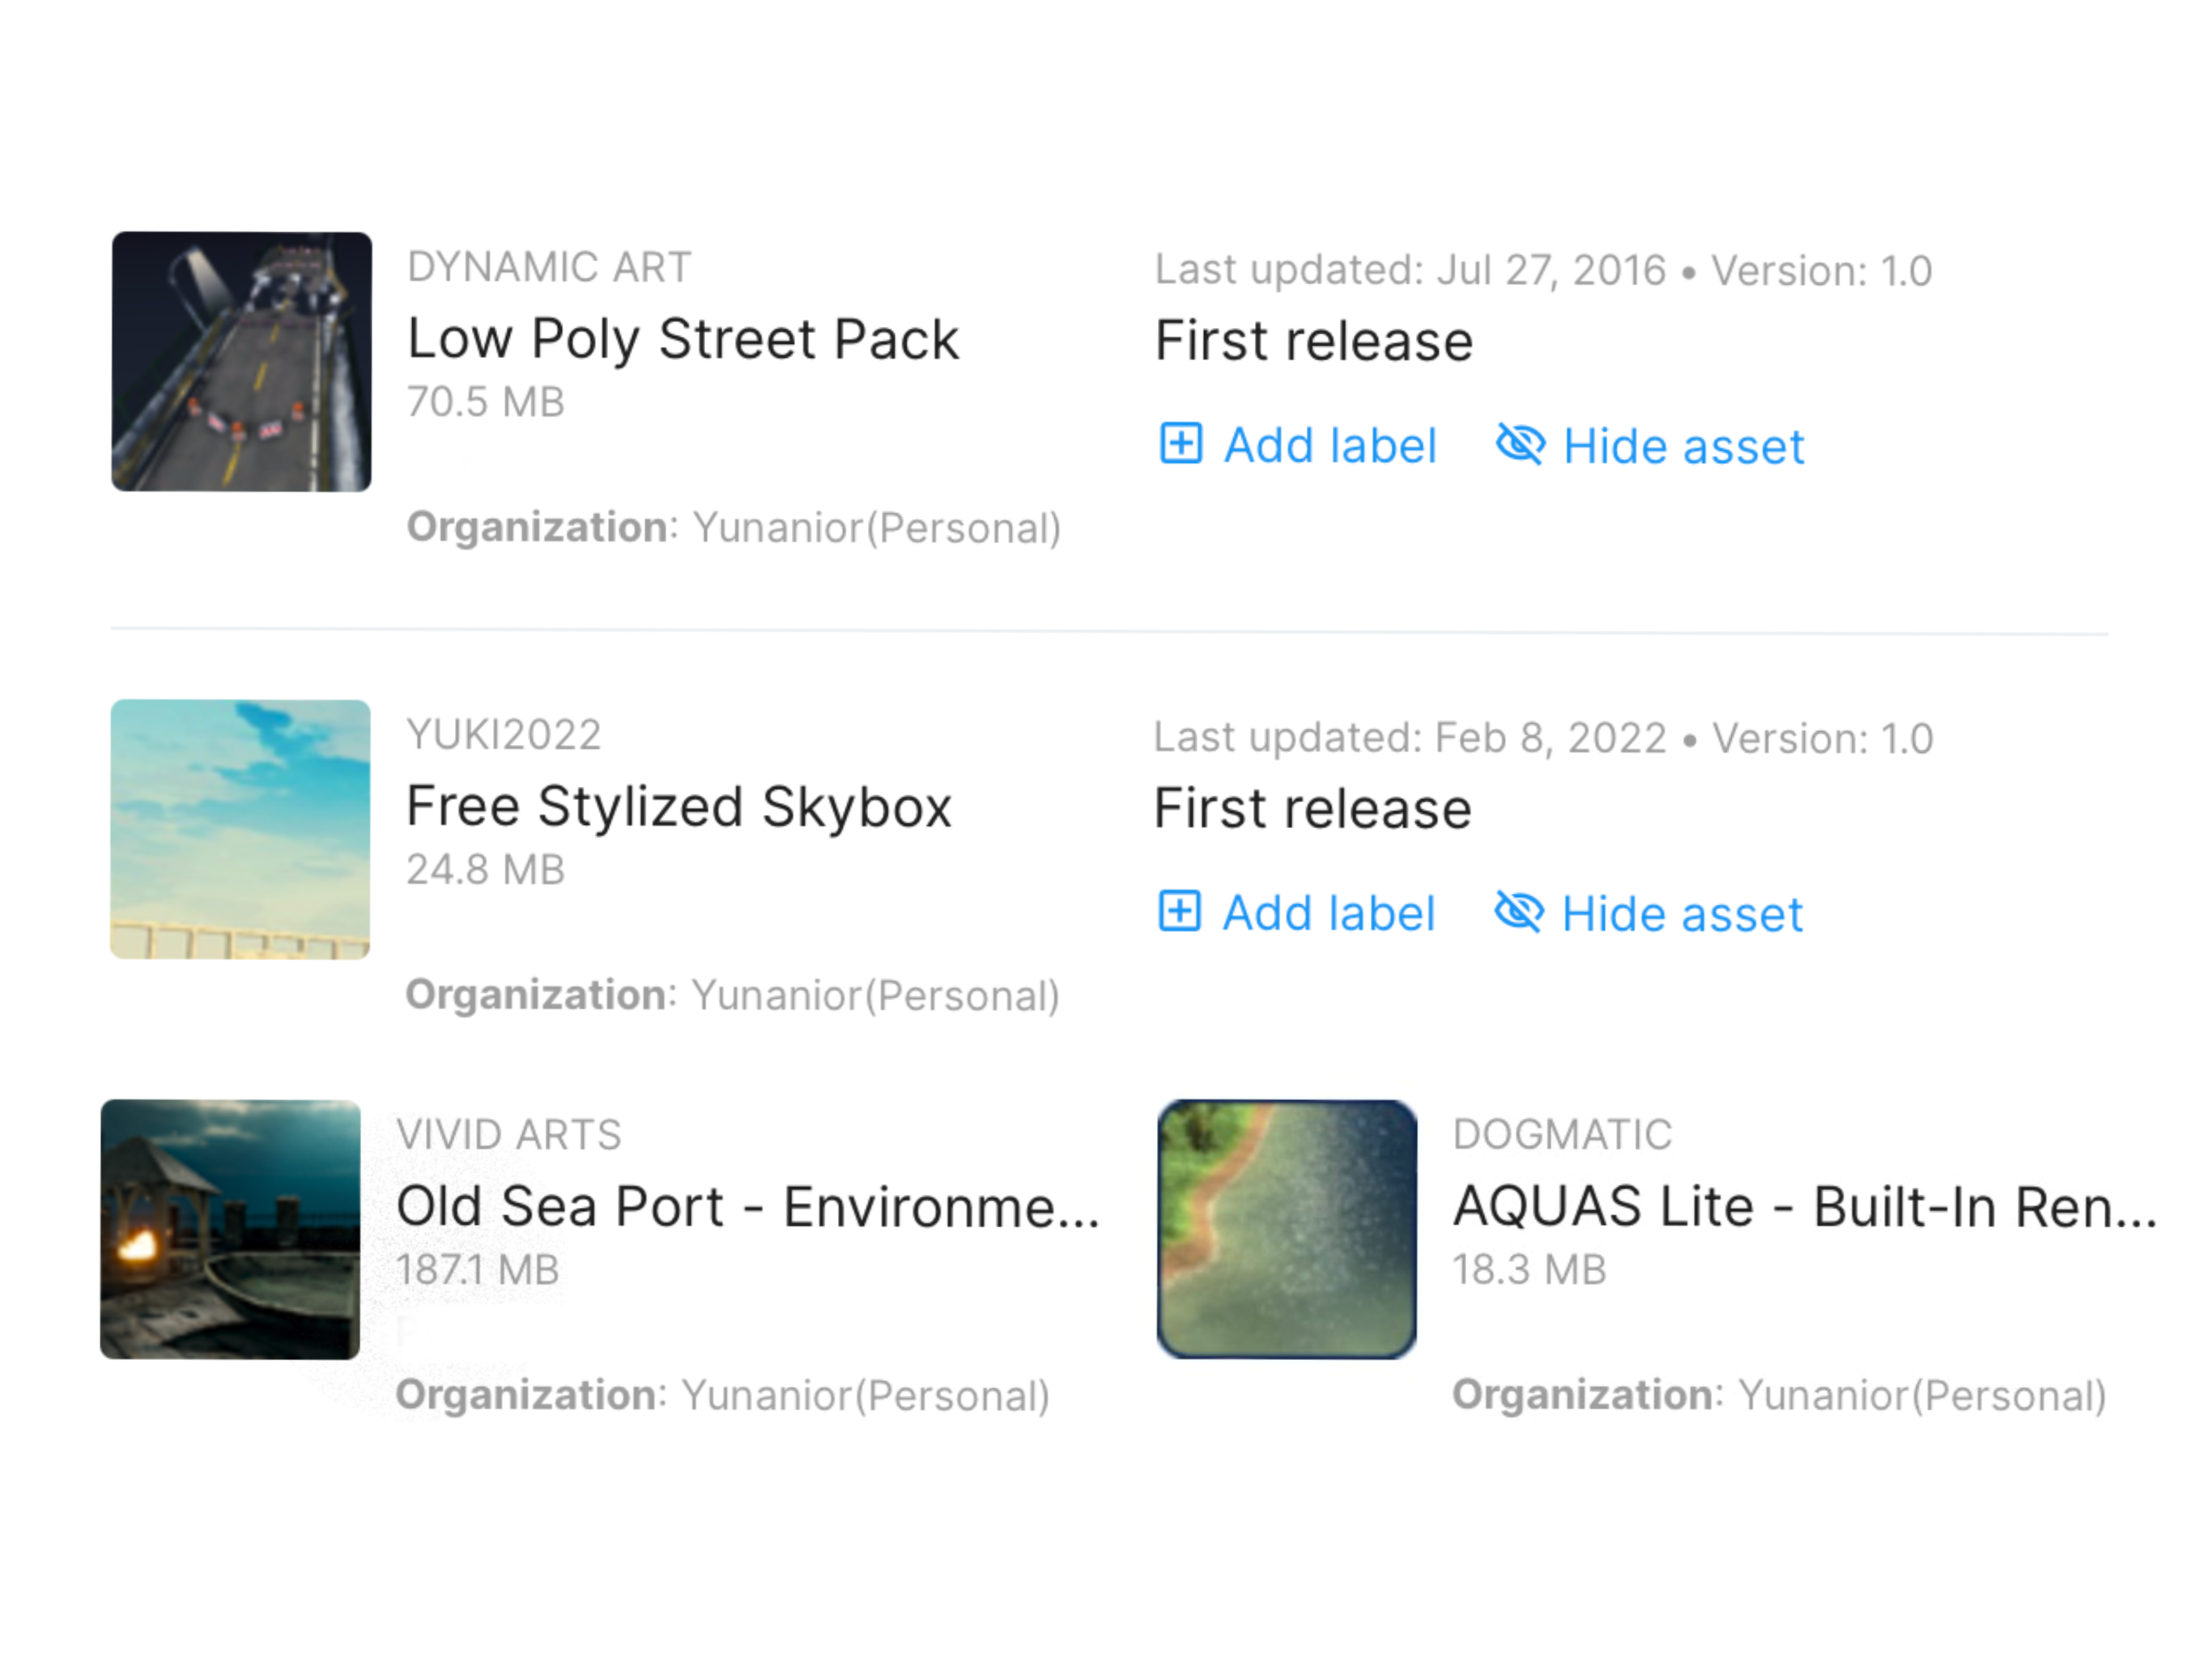 DYNAMIC ART
Low Poly Street Pack
70.5 MB
Organization: Yunanior(Personal)
Last updated: Jul 27, 2016 • Version: 1.0
First release
Add label
Hide asset
YUKI2022
Free Stylized Skybox
24.8 MB
Organization: Yunanior(Personal)
Last updated: Feb 8, 2022 • Version: 1.0
First release
Add label
Hide asset
VIVID ARTS
Old Sea Port - Environme...
187.1 MB
Organization: Yunanior(Personal)
DOGMATIC
AQUAS Lite - Built-In Ren...
18.3 MB
Organization: Yunanior(Personal)